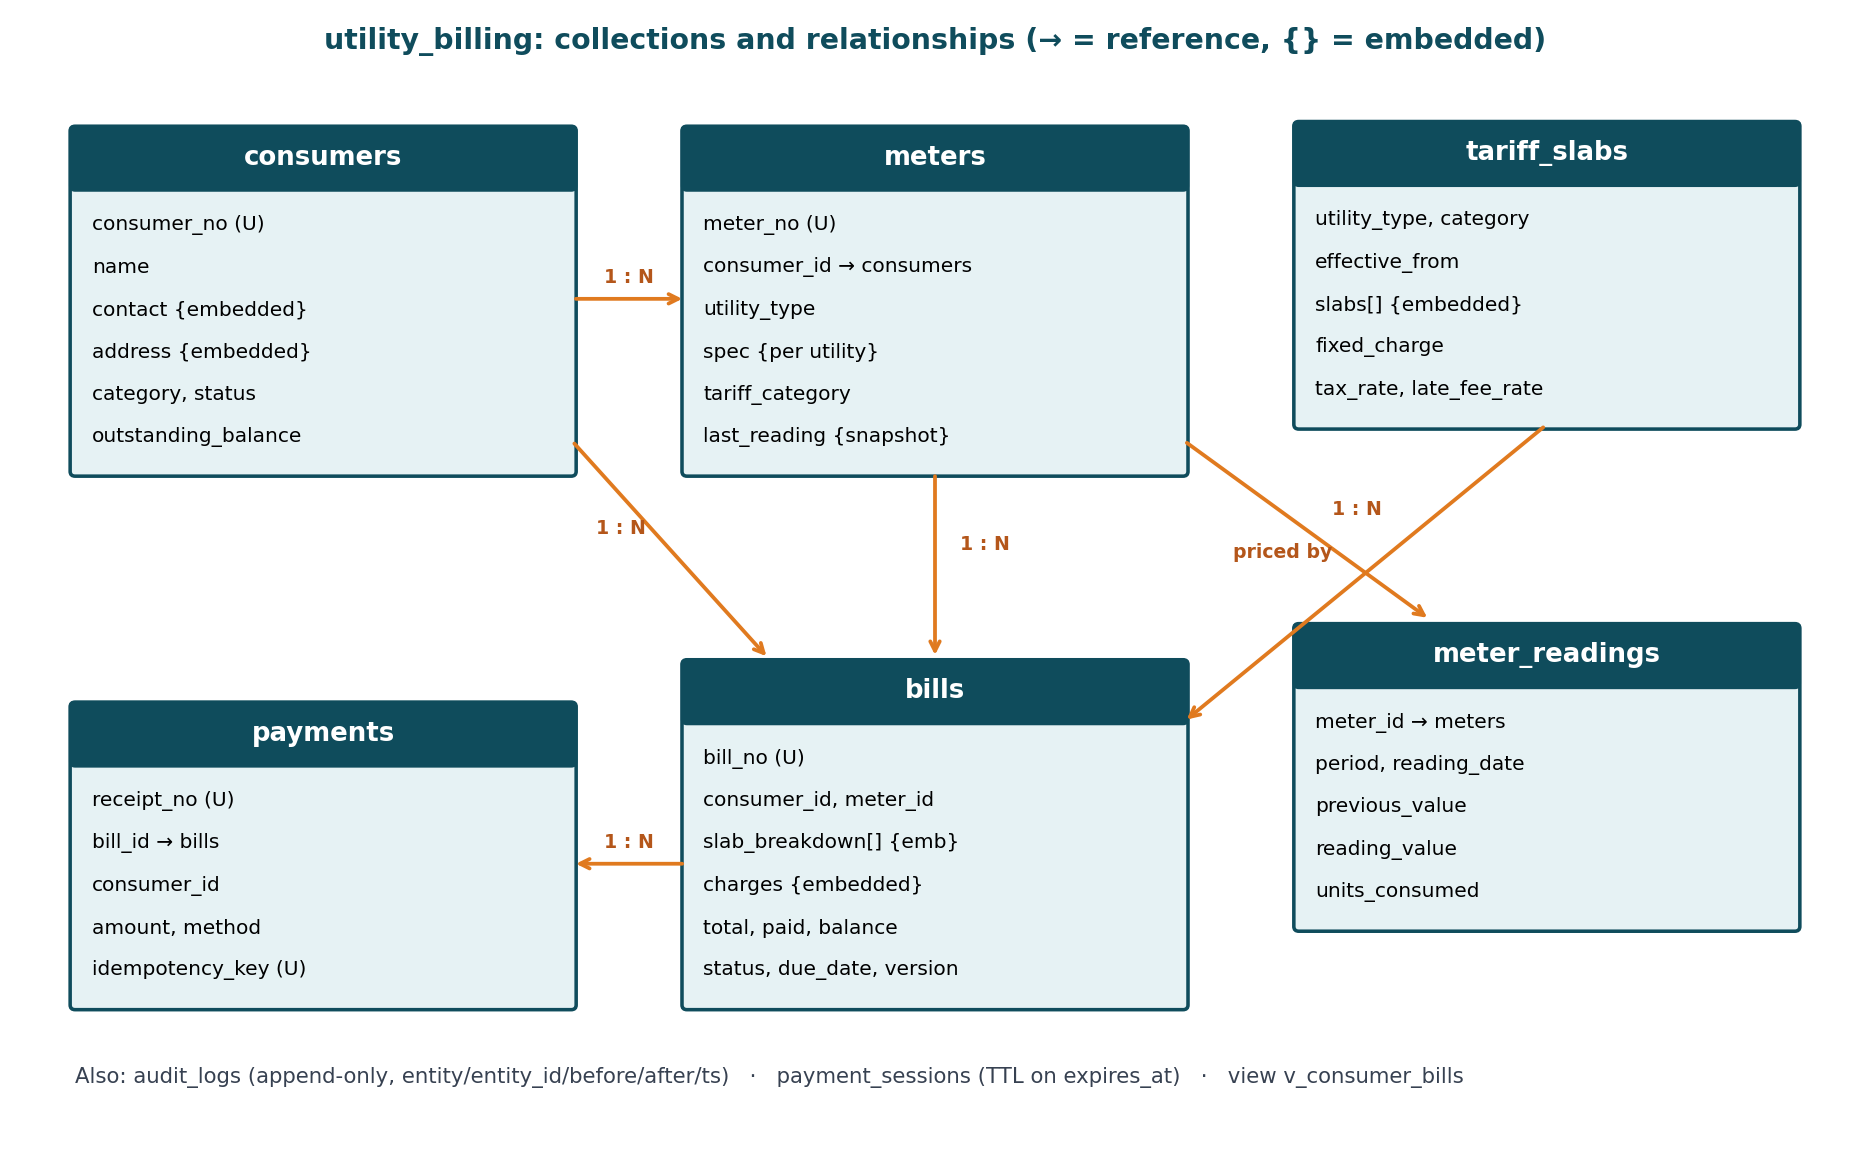 utility_billing: collections and relationships (→ = reference, {} = embedded)
consumers
consumer_no (U)
name
contact {embedded}
address {embedded}
category, status
outstanding_balance
1 : N
meters
meter_no (U)
consumer_id → consumers
utility_type
spec {per utility}
tariff_category
last_reading {snapshot}
tariff_slabs
utility_type, category
effective_from
slabs[] {embedded}
fixed_charge
tax_rate, late_fee_rate
1 : N
1 : N
1 : N
priced by
payments
receipt_no (U)
bill_id → bills
consumer_id
amount, method
idempotency_key (U)
1 : N
bills
bill_no (U)
consumer_id, meter_id
slab_breakdown[] {emb}
charges {embedded}
total, paid, balance
status, due_date, version
meter_readings
meter_id → meters
period, reading_date
previous_value
reading_value
units_consumed
Also: audit_logs (append-only, entity/entity_id/before/after/ts) · payment_sessions (TTL on expires_at) · view v_consumer_bills